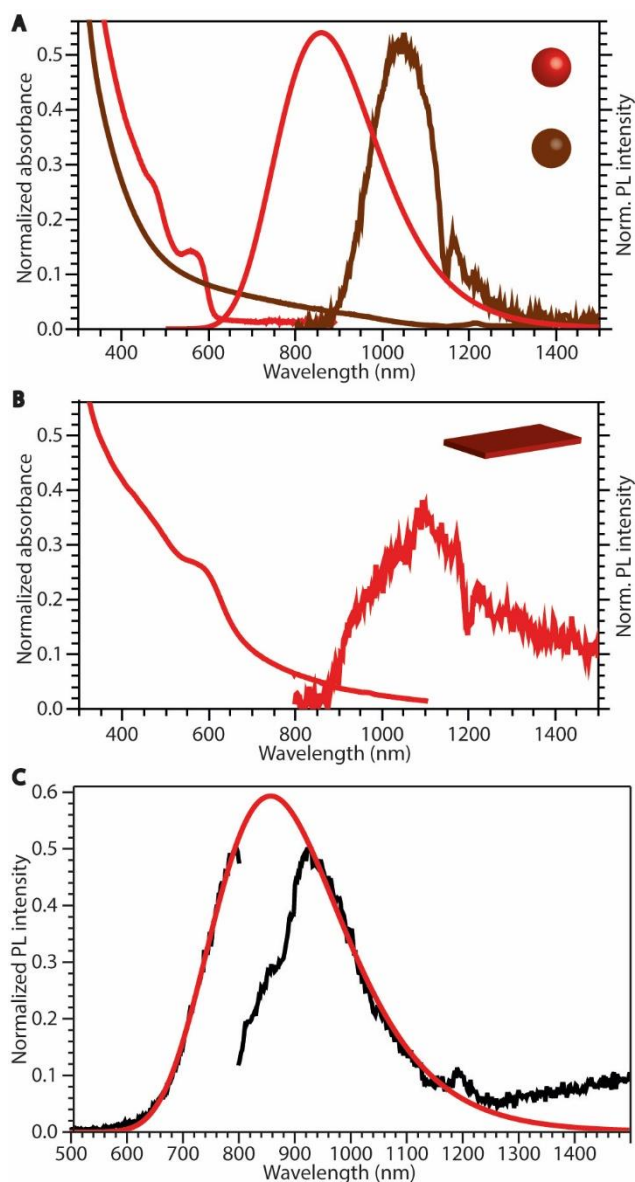 A
0.5
0.4
0.3
0.2
0.1
0.0
Normalized absorbance
Norm. PL intensity
400 600 800 1000 1200 1400
Wavelength (nm)
B
0.5
0.4
0.3
0.2
0.1
0.0
Normalized absorbance
Norm. PL intensity
400 600 800 1000 1200 1400
Wavelength (nm)
C
0.6
0.5
0.4
0.3
0.2
0.1
0.0
Normalized PL intensity
500 600 700 800 900 1000 1100 1200 1300 1400
Wavelength (nm)